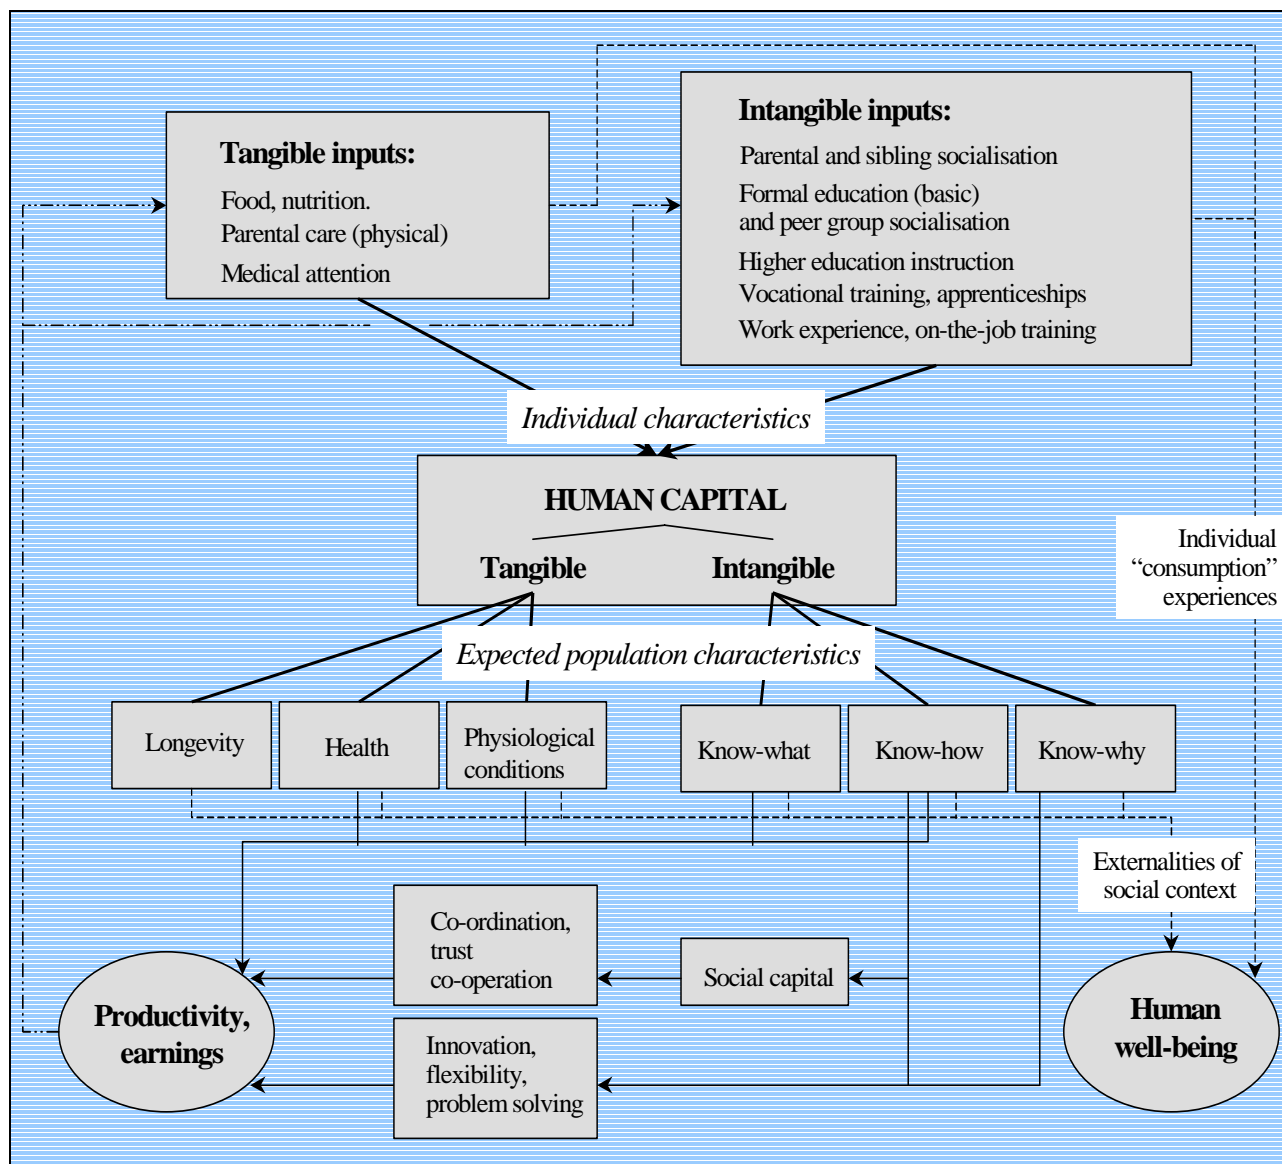 Tangible inputs:
Food, nutrition.
Parental care (physical)
Medical attention
Intangible inputs:
Parental and sibling socialisation
Formal education (basic)
and peer group socialisation
Higher education instruction
Vocational training, apprenticeships
Work experience, on-the-job training
Individual characteristics
HUMAN CAPITAL
Tangible
Intangible
Individual
“consumption”
experiences
Expected population characteristics
Longevity
Health
Physiological
conditions
Know-what
Know-how
Know-why
Externalities of
social context
Co-ordination,
trust
co-operation
Social capital
Productivity,
earnings
Innovation,
flexibility,
problem solving
Human
well-being